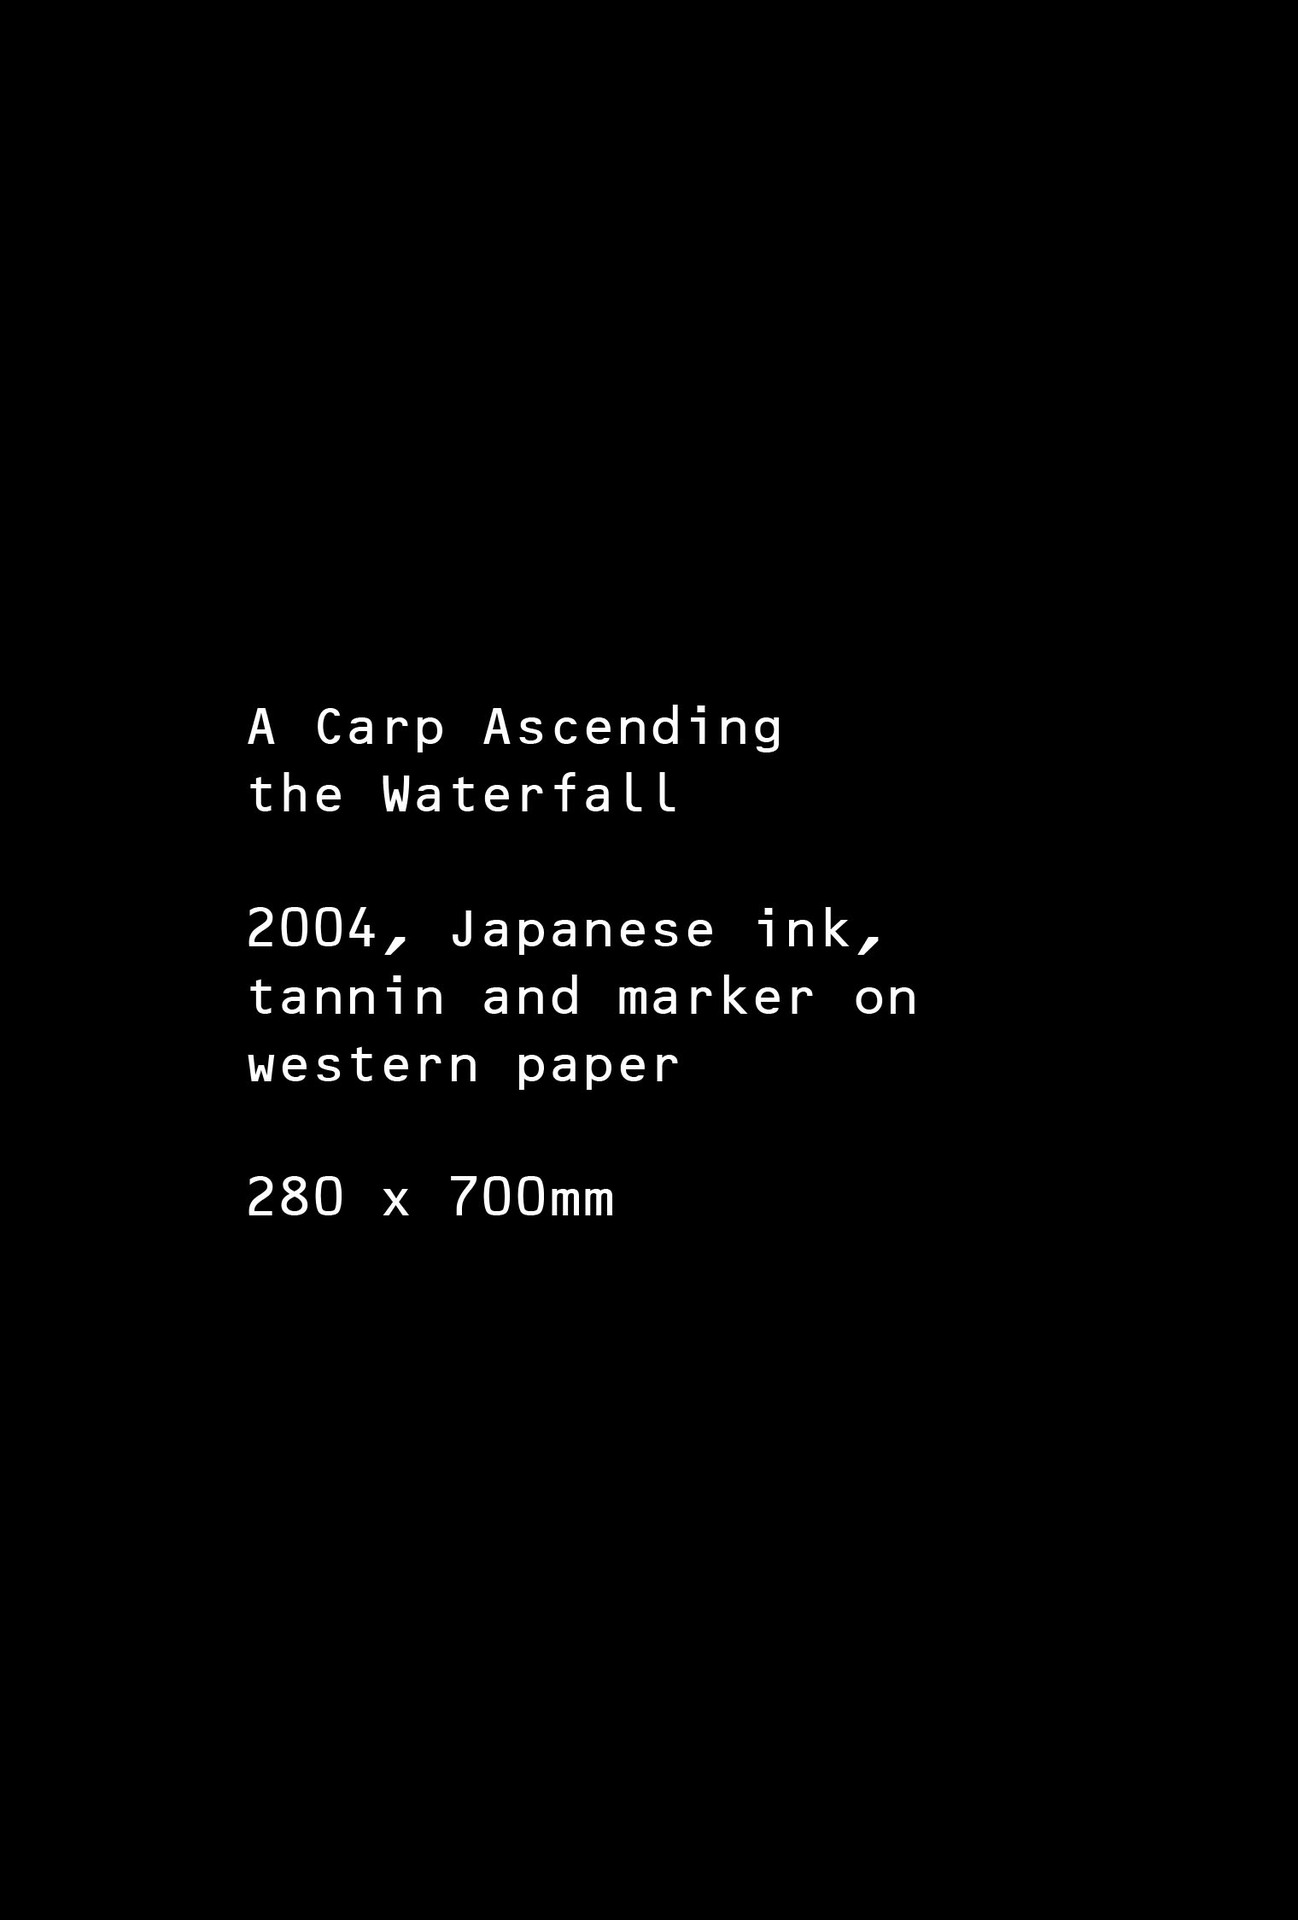 A Carp Ascending
the Waterfall
2004, Japanese ink,
tannin and marker on
western paper
280 x 700mm